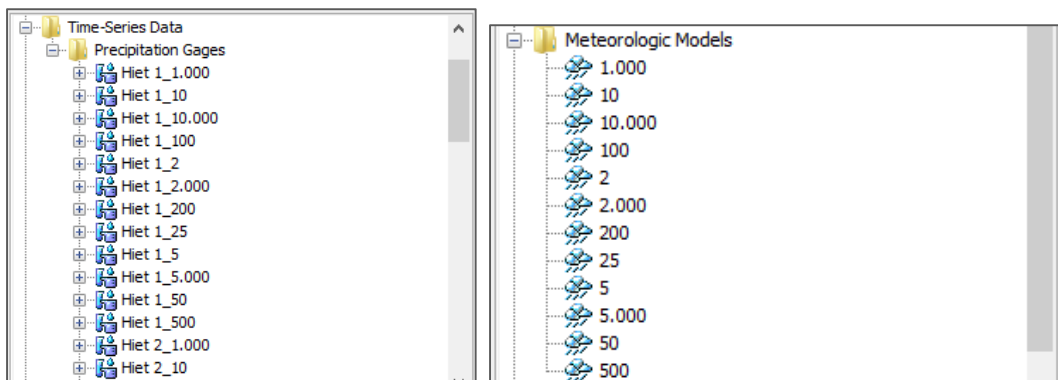 Time-Series Data
Precipitation Gages
Hiet 1_1.000
Hiet 1_10
Hiet 1_10.000
Hiet 1_100
Hiet 1_2
Hiet 1_2.000
Hiet 1_200
Hiet 1_25
Hiet 1_5
Hiet 1_5.000
Hiet 1_50
Hiet 1_500
Hiet 2_1.000
Hiet 2_10
Meteorologic Models
1.000
10
10.000
100
2
2.000
200
25
5
5.000
50
500